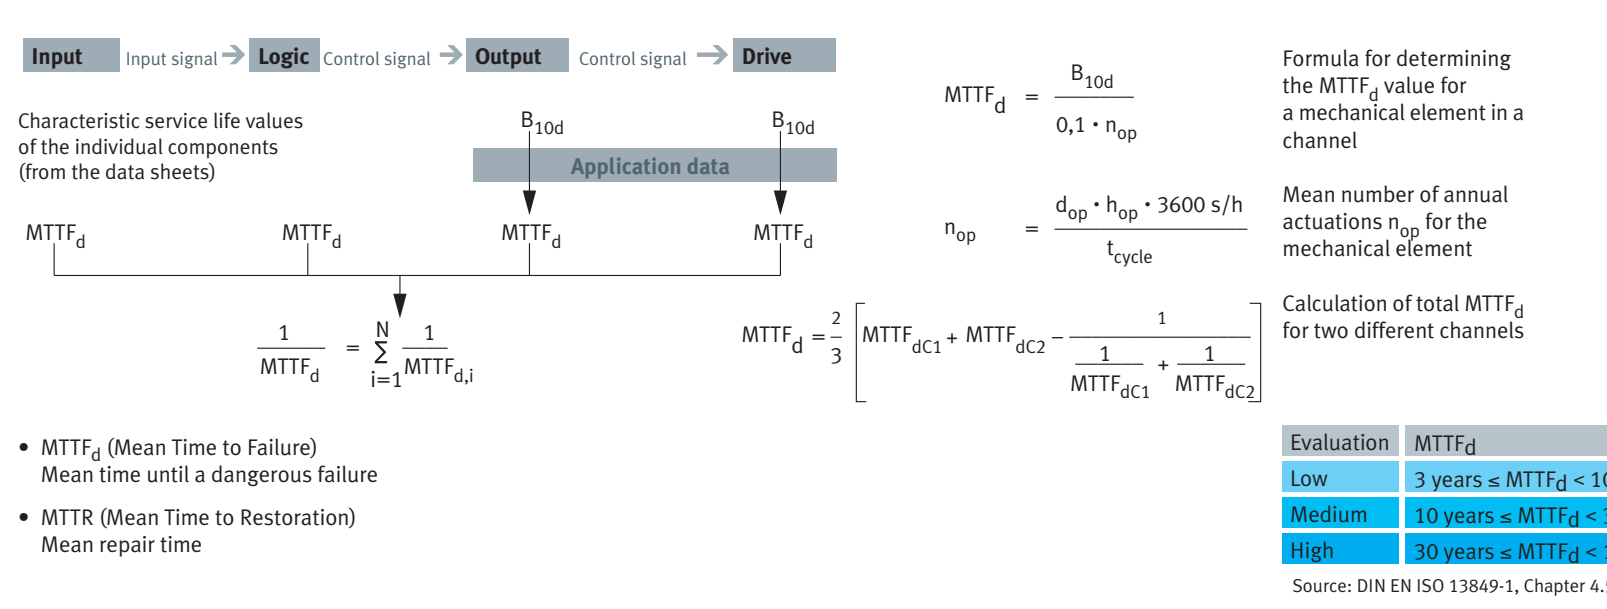 Input Input signal → Logic Control signal → Output Control signal → Drive
Characteristic service life values
of the individual components
(from the data sheets)
B10d B10d
Application data
MTTFd MTTFd MTTFd MTTFd
1 / MTTFd = N Σ i=1 1 / MTTFd,i
• MTTFd (Mean Time to Failure)
Mean time until a dangerous failure
• MTTR (Mean Time to Restoration)
Mean repair time
MTTFd = B10d / 0,1 · nop
Formula for determining
the MTTFd value for
a mechanical element in a
channel
nop = dop · hop · 3600 s/h / tcycle
Mean number of annual
actuations nop for the
mechanical element
MTTFd = 2/3 [MTTFdC1 + MTTFdC2 − 1 / (1 / MTTFdC1 + 1 / MTTFdC2)]
Calculation of total MTTFd
for two different channels
Evaluation MTTFd
Low 3 years ≤ MTTFd <
Medium 10 years ≤ MTTFd <
High 30 years ≤ MTTFd <
Source: DIN EN ISO 13849-1, Chapter